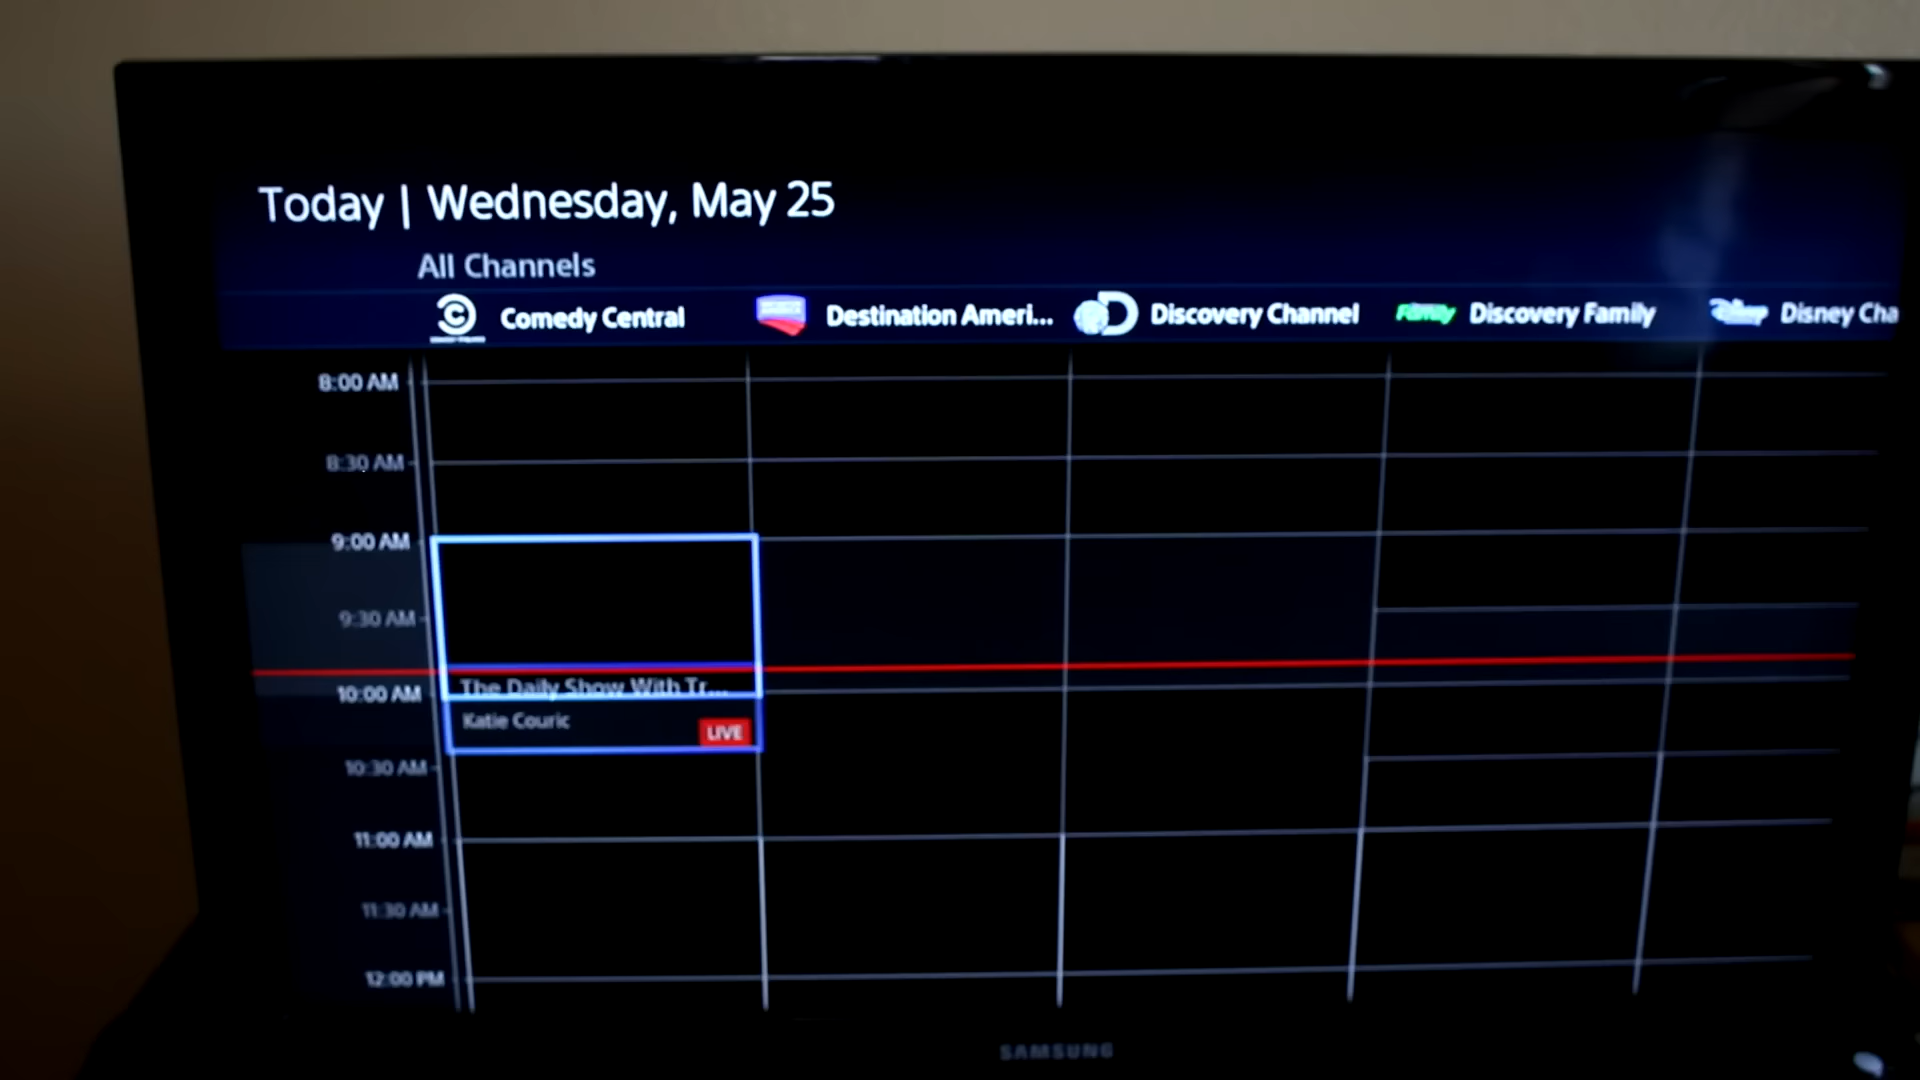 Today | Wednesday, May 25
All Channels
Comedy Central
Destination Ameri...
Discovery Channel
Family
Discovery Family
Disney
Disney Cha
8:00 AM
8:30 AM
9:00 AM
9:30 AM
10:00 AM
The Daily Show With Tr...
Katie Couric
LIVE
10:30 AM
11:00 AM
11:30 AM
12:00 PM
SAMSUNG